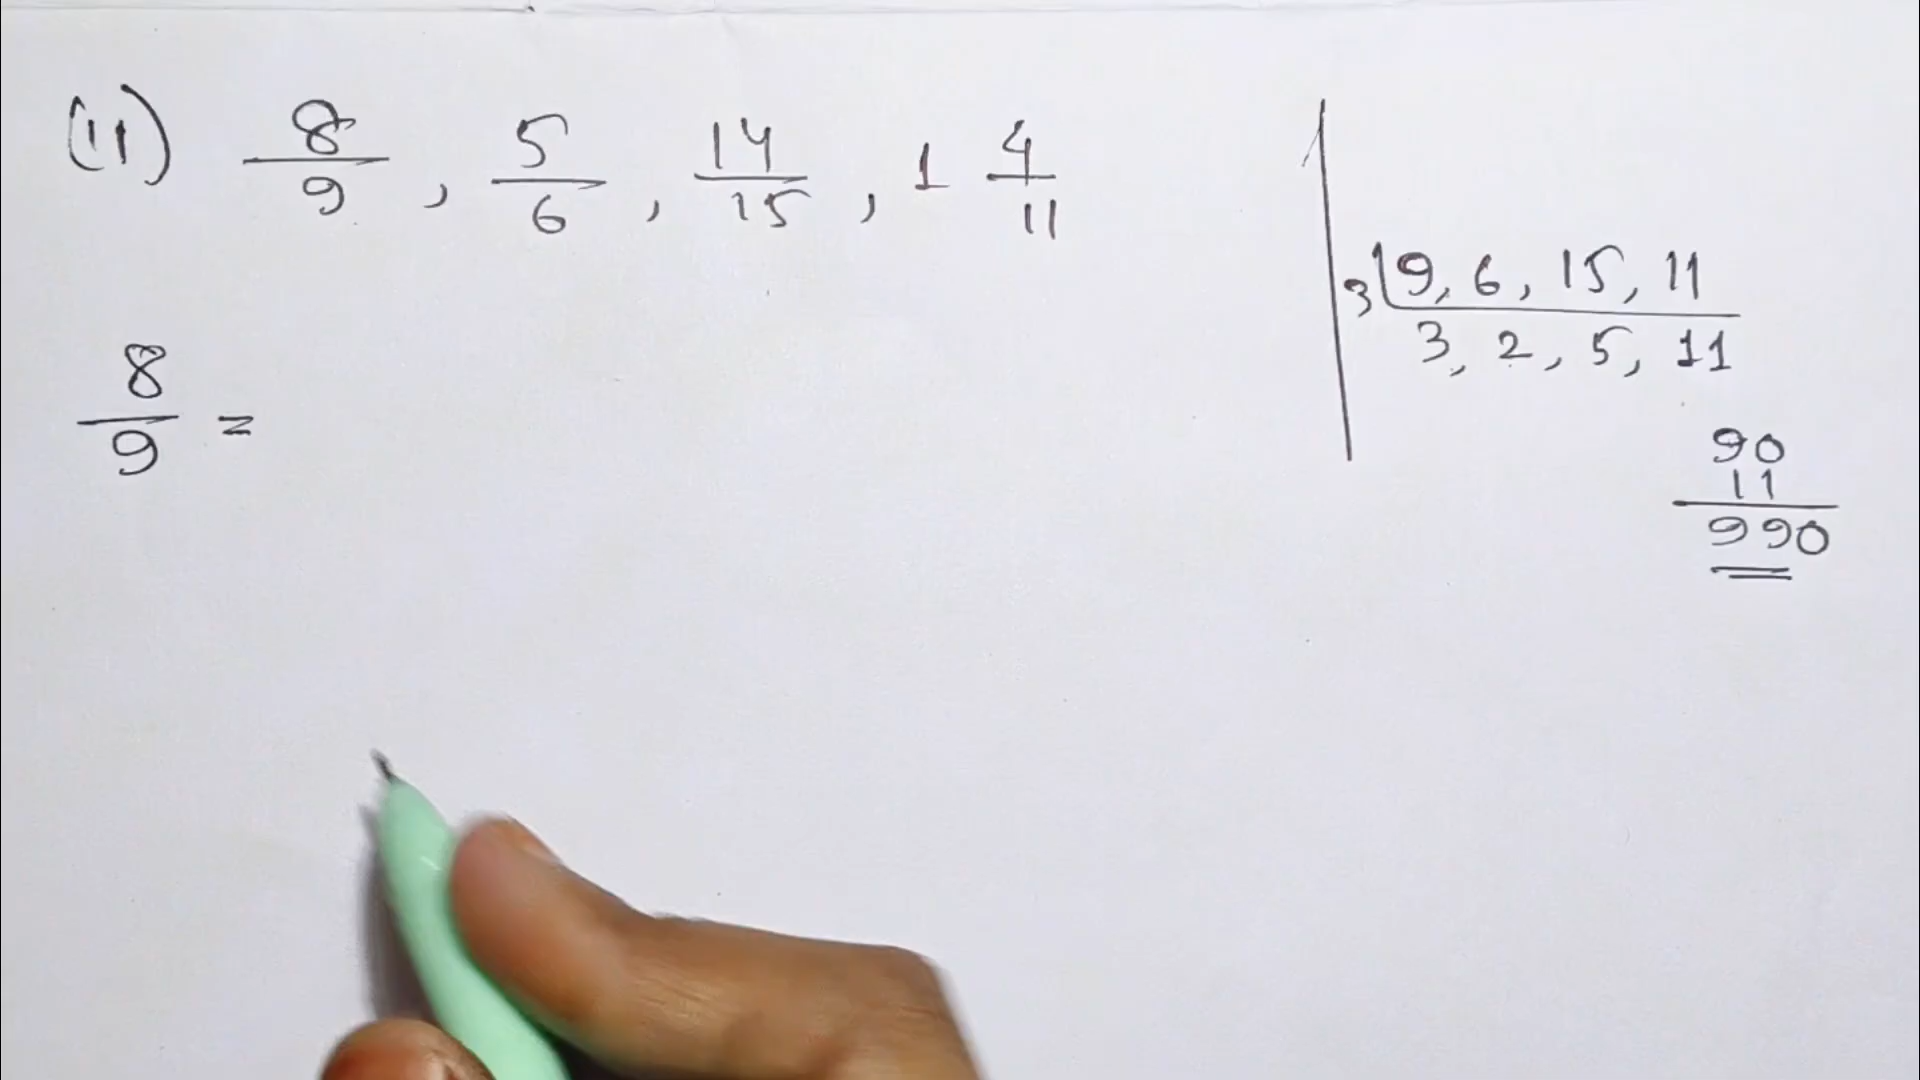 (11) 8/9, 5/6, 14/15, 1 4/11
3 9, 6, 15, 11
3, 2, 5, 11
8/9 =
90
11
990